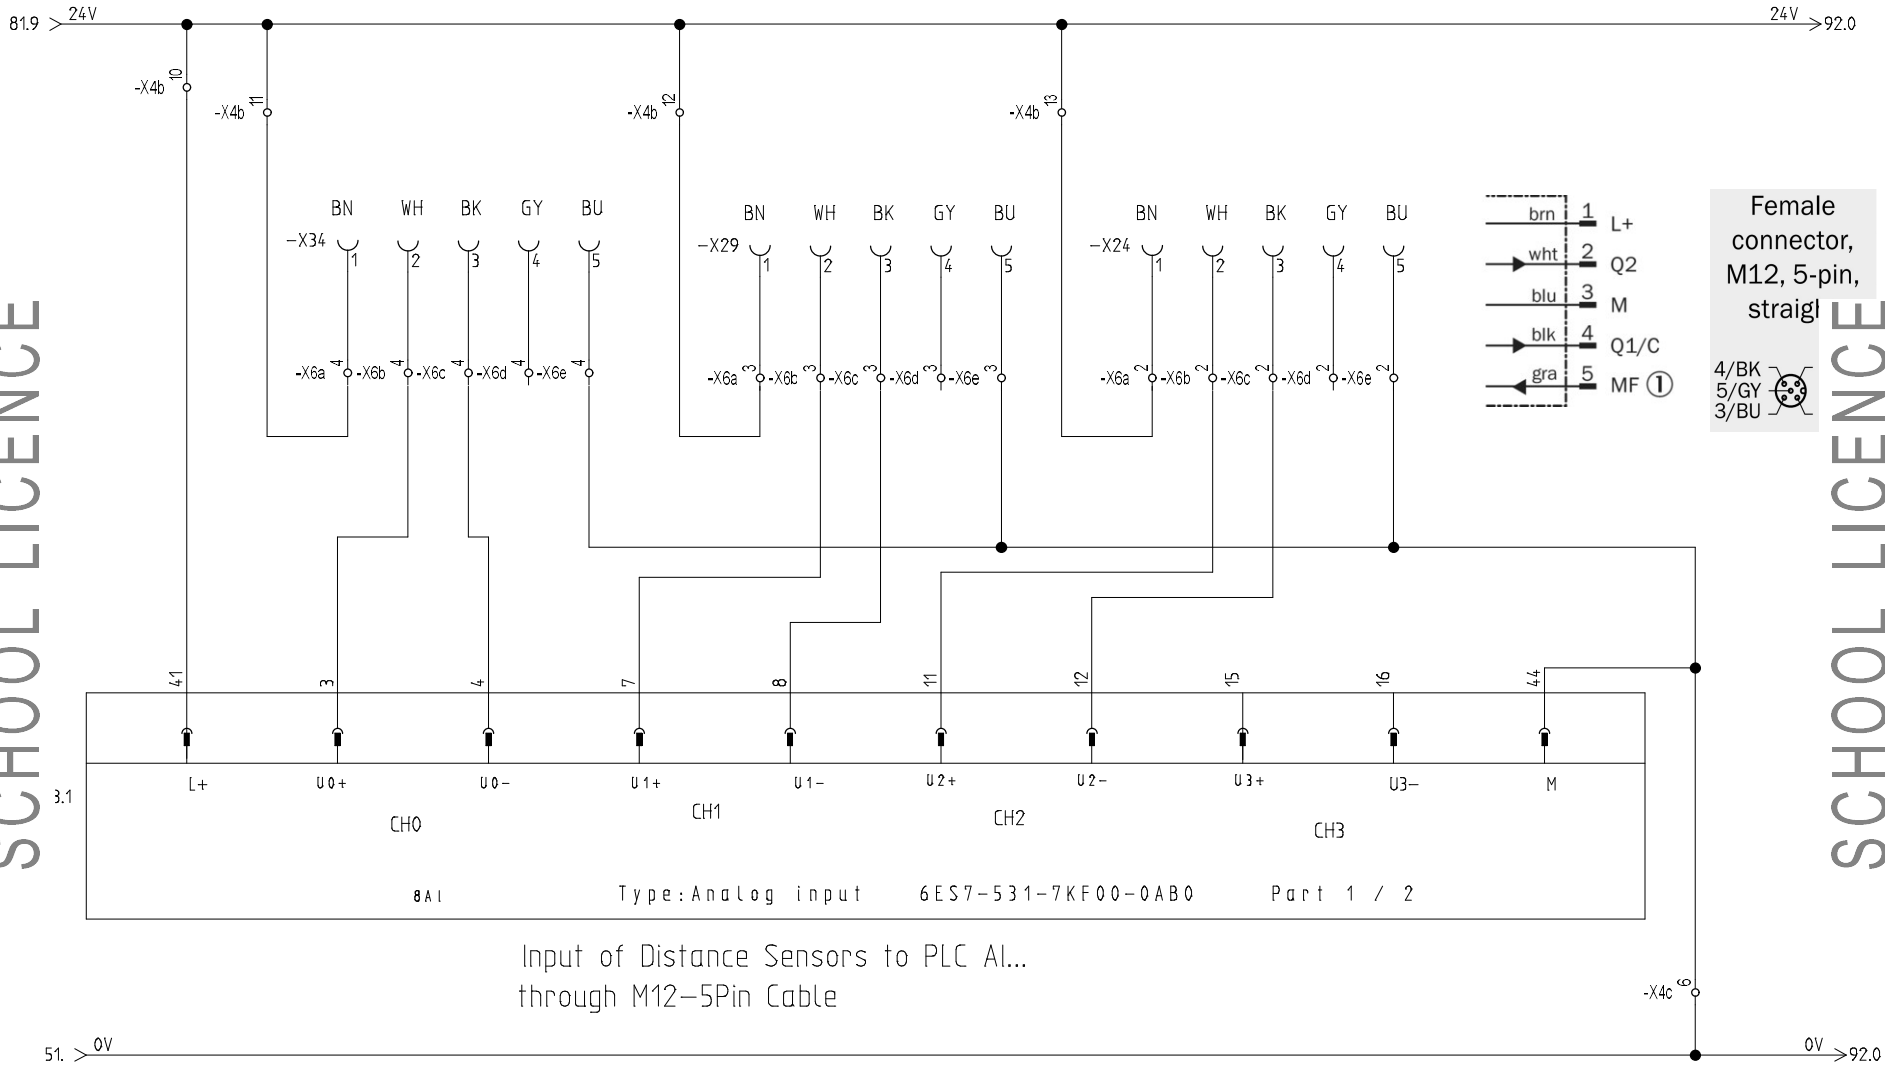 81.9
24V
24V
92.0
-X4b
10
-X4b
11
-X4b
12
-X4b
13
BN WH BK GY BU
-X34
1 2 3 4 5
-X6a 4 -X6b 4 -X6c 4 -X6d 4 -X6e 4
BN WH BK GY BU
-X29
1 2 3 4 5
-X6a 3 -X6b 3 -X6c 3 -X6d 3 -X6e 3
BN WH BK GY BU
-X24
1 2 3 4 5
-X6a 2 -X6b 2 -X6c 2 -X6d 2 -X6e 2
brn 1 L+
wht 2 Q2
blu 3 M
blk 4 Q1/C
gra 5 MF ①
Female
connector,
M12, 5-pin,
4/BK
5/GY
3/BU
SCHOOL LICENCE
SCHOOL LICENCE
41 3 4 7 8 11 12 15 16 44
L+ U0+ U0- U1+ U1- U2+ U2- U3+ U3- M
3.1
CH0 CH1 CH2 CH3
8AI Type:Analog input 6ES7-531-7KF00-0AB0 Part 1 / 2
Input of Distance Sensors to PLC AI...
through M12-5Pin Cable
-X4c
6
51.
0V
0V
92.0